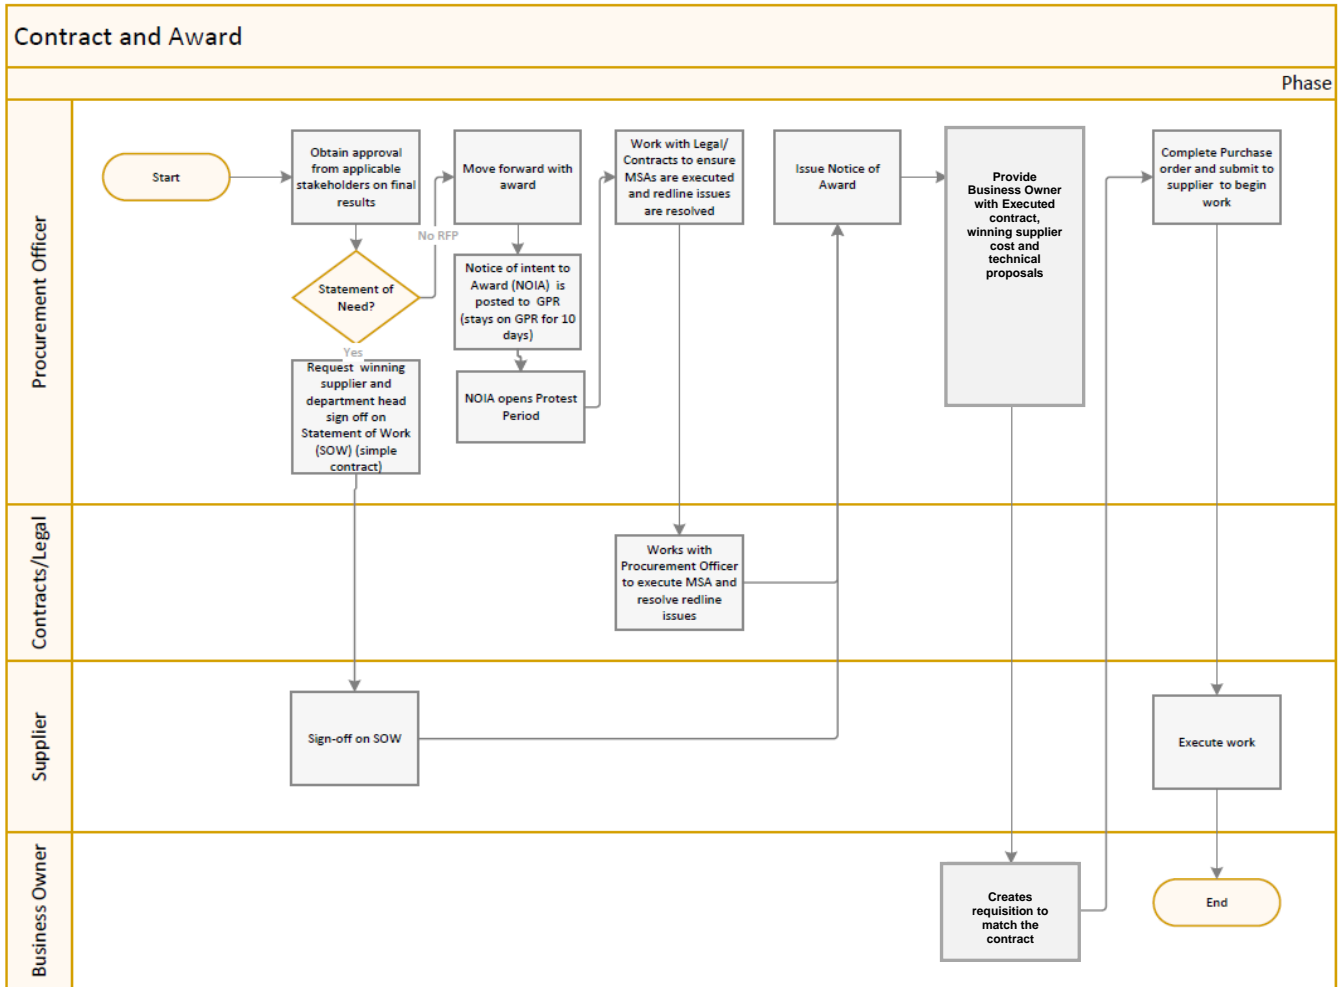 Contract and Award
Phase
Procurement Officer
Start
Obtain approval
from applicable
stakeholders on final
results
Statement of
Need?
No RFP
Yes
Request  winning
supplier and
department head
sign off on
Statement of Work
(SOW) (simple
contract)
Move forward with
award
Notice of intent to
Award (NOIA)  is
posted to  GPR
(stays on GPR for 10
days)
NOIA opens Protest
Period
Work with Legal/
Contracts to ensure
MSAs are executed
and redline issues
are resolved
Issue Notice of
Award
Provide
Business Owner
with Executed
contract,
winning supplier
cost and
technical
proposals
Complete Purchase
order and submit to
supplier  to begin
work
Contracts/Legal
Works with
Procurement Officer
to execute MSA and
resolve redline
issues
Supplier
Sign-off on SOW
Execute work
Business Owner
Creates
requisition to
match the
contract
End